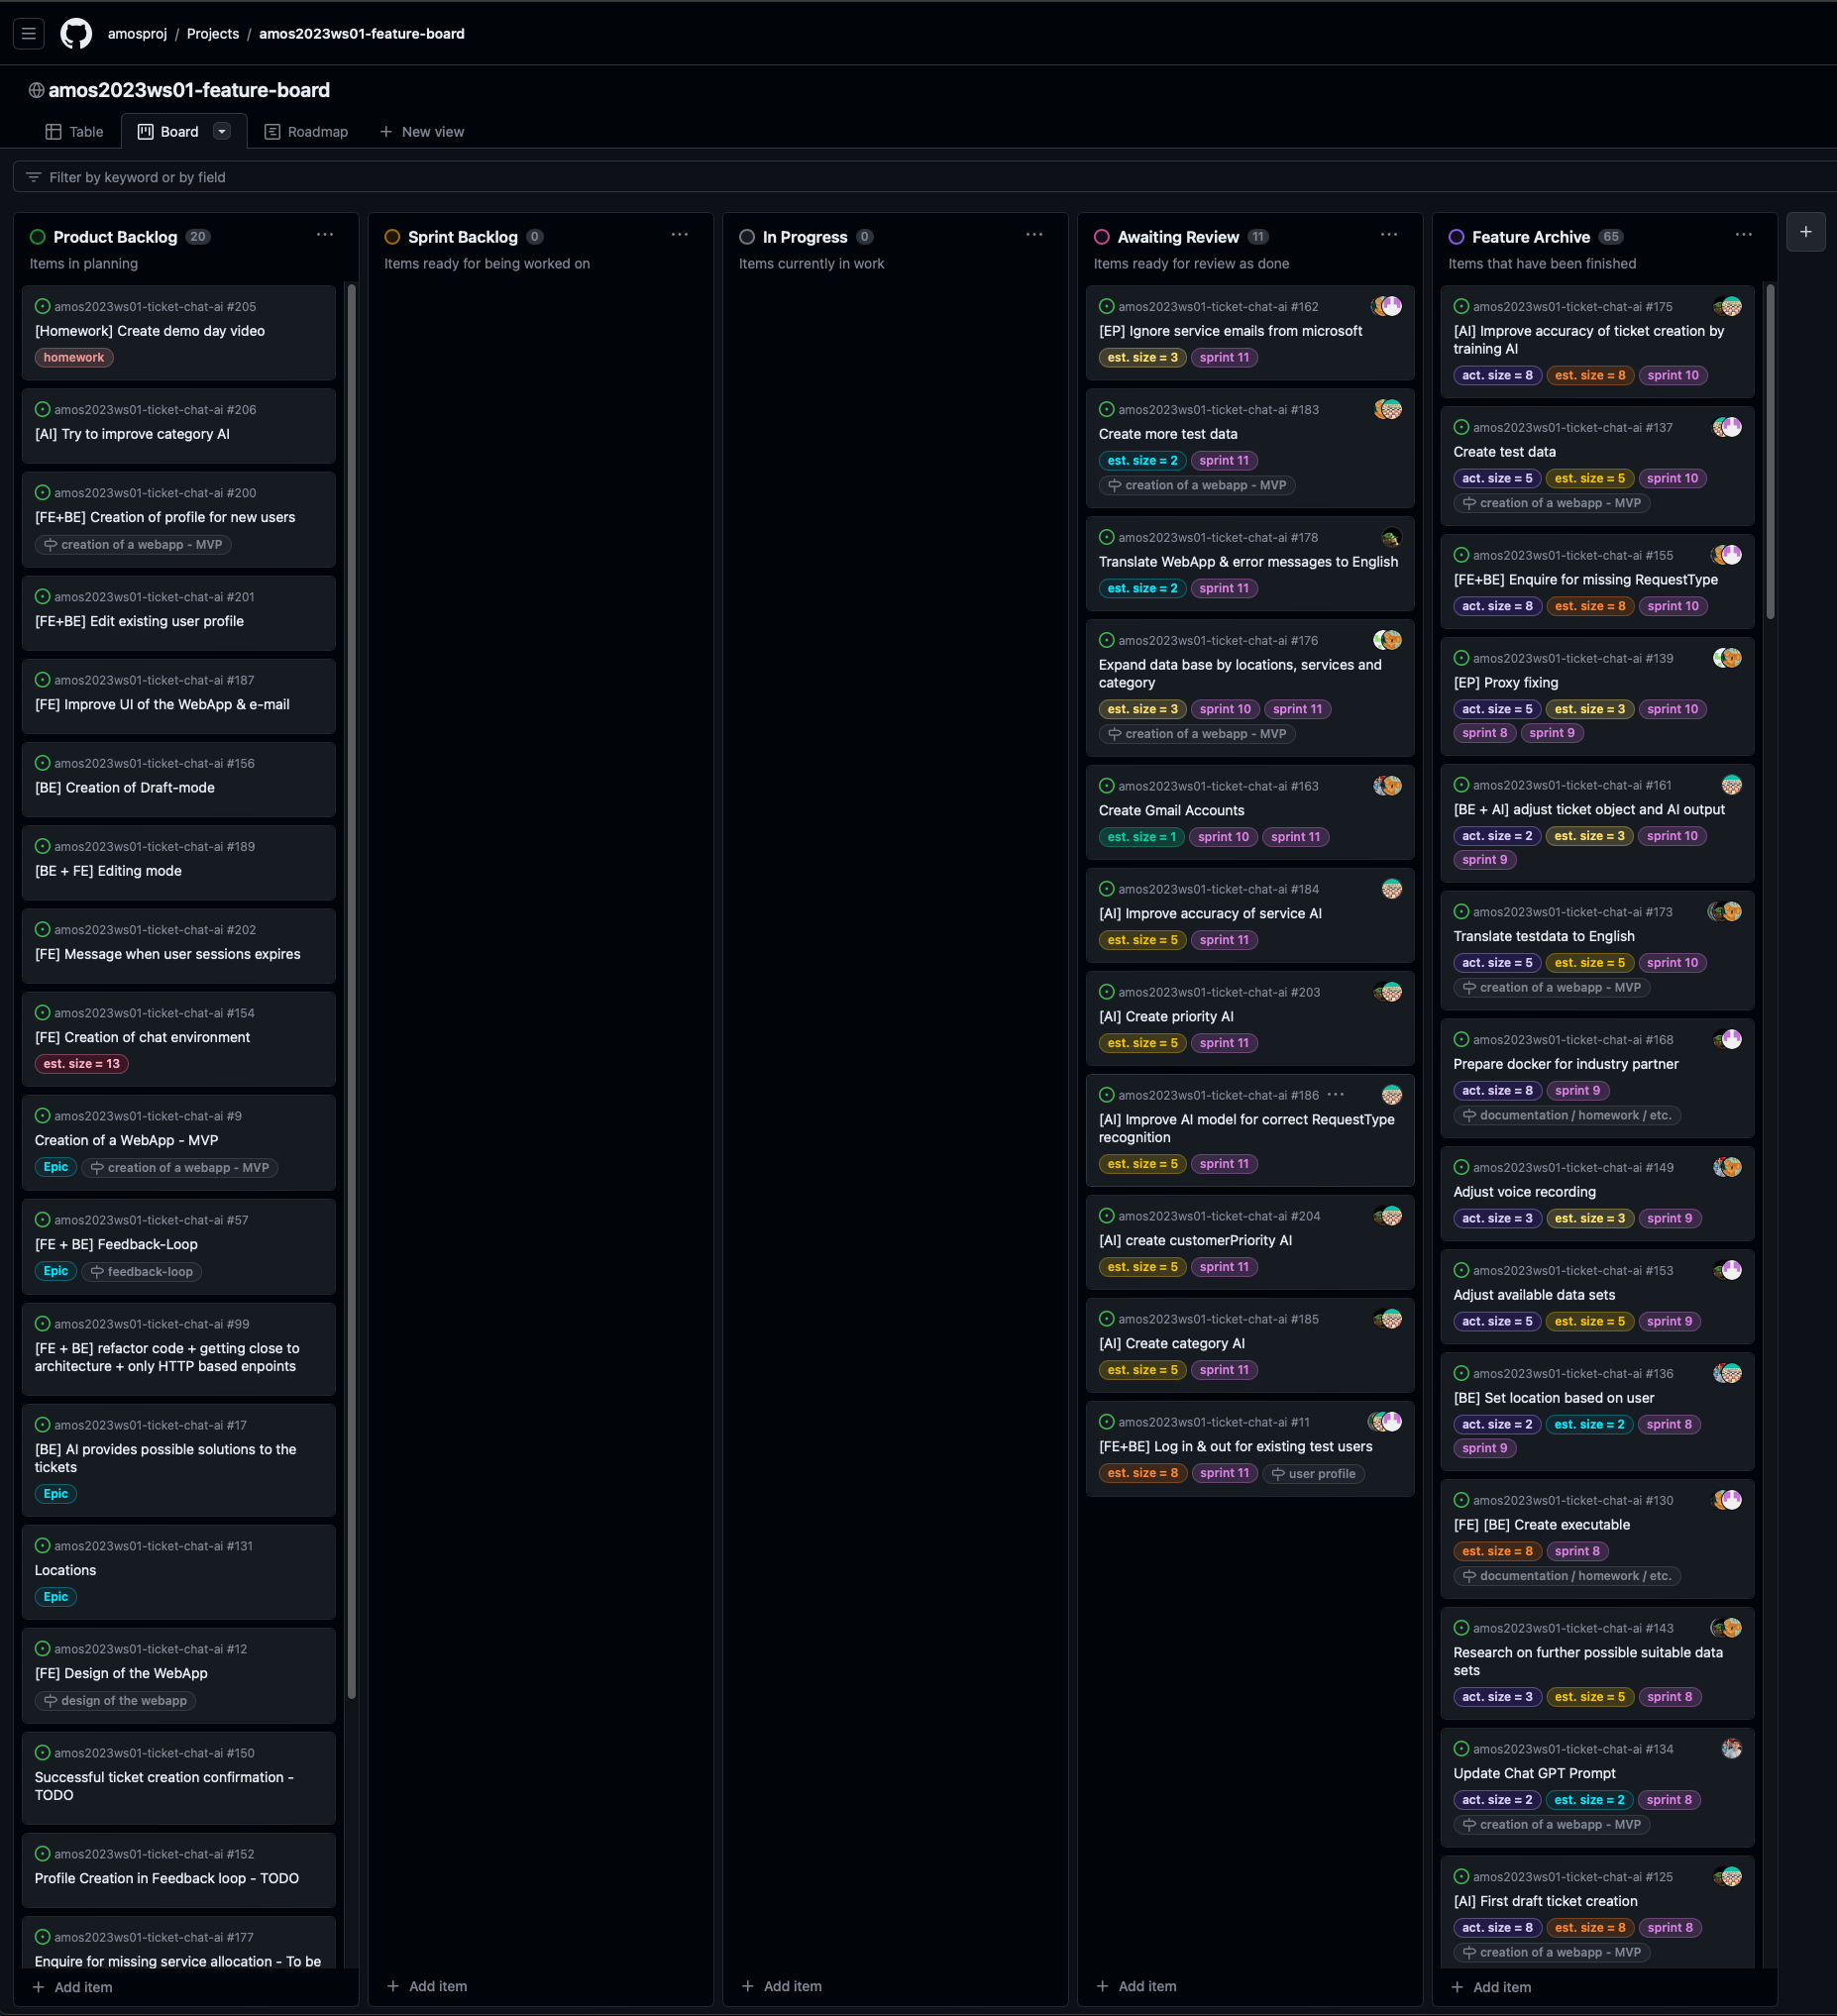 amosproj / Projects / amos2023ws01-feature-board
amos2023ws01-feature-board
Table
Board
Roadmap
New view
Filter by keyword or by field
Product Backlog 20
Items in planning
amos2023ws01-ticket-chat-ai #205
[Homework] Create demo day video
homework
amos2023ws01-ticket-chat-ai #206
[AI] Try to improve category AI
amos2023ws01-ticket-chat-ai #200
[FE+BE] Creation of profile for new users
creation of a webapp - MVP
amos2023ws01-ticket-chat-ai #201
[FE+BE] Edit existing user profile
amos2023ws01-ticket-chat-ai #187
[FE] Improve UI of the WebApp & e-mail
amos2023ws01-ticket-chat-ai #156
[BE] Creation of Draft-mode
amos2023ws01-ticket-chat-ai #189
[BE + FE] Editing mode
amos2023ws01-ticket-chat-ai #202
[FE] Message when user sessions expires
amos2023ws01-ticket-chat-ai #154
[FE] Creation of chat environment
est. size = 13
amos2023ws01-ticket-chat-ai #9
Creation of a WebApp - MVP
Epic creation of a webapp - MVP
amos2023ws01-ticket-chat-ai #57
[FE + BE] Feedback-Loop
Epic feedback-loop
amos2023ws01-ticket-chat-ai #99
[FE + BE] refactor code + getting close to
architecture + only HTTP based enpoints
amos2023ws01-ticket-chat-ai #17
[BE] AI provides possible solutions to the
tickets
Epic
amos2023ws01-ticket-chat-ai #131
Locations
Epic
amos2023ws01-ticket-chat-ai #12
[FE] Design of the WebApp
design of the webapp
amos2023ws01-ticket-chat-ai #150
Successful ticket creation confirmation -
TODO
amos2023ws01-ticket-chat-ai #152
Profile Creation in Feedback loop - TODO
amos2023ws01-ticket-chat-ai #177
Enquire for missing service allocation - To be
+ Add item
Sprint Backlog 0
Items ready for being worked on
+ Add item
In Progress 0
Items currently in work
+ Add item
Awaiting Review 11
Items ready for review as done
amos2023ws01-ticket-chat-ai #162
[EP] Ignore service emails from microsoft
est. size = 3 sprint 11
amos2023ws01-ticket-chat-ai #183
Create more test data
est. size = 2 sprint 11
creation of a webapp - MVP
amos2023ws01-ticket-chat-ai #178
Translate WebApp & error messages to English
est. size = 2 sprint 11
amos2023ws01-ticket-chat-ai #176
Expand data base by locations, services and
category
est. size = 3 sprint 10 sprint 11
creation of a webapp - MVP
amos2023ws01-ticket-chat-ai #163
Create Gmail Accounts
est. size = 1 sprint 10 sprint 11
amos2023ws01-ticket-chat-ai #184
[AI] Improve accuracy of service AI
est. size = 5 sprint 11
amos2023ws01-ticket-chat-ai #203
[AI] Create priority AI
est. size = 5 sprint 11
amos2023ws01-ticket-chat-ai #186 ...
[AI] Improve AI model for correct RequestType
recognition
est. size = 5 sprint 11
amos2023ws01-ticket-chat-ai #204
[AI] create customerPriority AI
est. size = 5 sprint 11
amos2023ws01-ticket-chat-ai #185
[AI] Create category AI
est. size = 5 sprint 11
amos2023ws01-ticket-chat-ai #11
[FE+BE] Log in & out for existing test users
est. size = 8 sprint 11 user profile
+ Add item
Feature Archive 65
Items that have been finished
amos2023ws01-ticket-chat-ai #175
[AI] Improve accuracy of ticket creation by
training AI
act. size = 8 est. size = 8 sprint 10
amos2023ws01-ticket-chat-ai #137
Create test data
act. size = 5 est. size = 5 sprint 10
creation of a webapp - MVP
amos2023ws01-ticket-chat-ai #155
[FE+BE] Enquire for missing RequestType
act. size = 8 est. size = 8 sprint 10
amos2023ws01-ticket-chat-ai #139
[EP] Proxy fixing
act. size = 5 est. size = 3 sprint 10
sprint 8 sprint 9
amos2023ws01-ticket-chat-ai #161
[BE + AI] adjust ticket object and AI output
act. size = 2 est. size = 3 sprint 10
sprint 9
amos2023ws01-ticket-chat-ai #173
Translate testdata to English
act. size = 5 est. size = 5 sprint 10
creation of a webapp - MVP
amos2023ws01-ticket-chat-ai #168
Prepare docker for industry partner
act. size = 8 sprint 9
documentation / homework / etc.
amos2023ws01-ticket-chat-ai #149
Adjust voice recording
act. size = 3 est. size = 3 sprint 9
amos2023ws01-ticket-chat-ai #153
Adjust available data sets
act. size = 5 est. size = 5 sprint 9
amos2023ws01-ticket-chat-ai #136
[BE] Set location based on user
act. size = 2 est. size = 2 sprint 8
sprint 9
amos2023ws01-ticket-chat-ai #130
[FE] [BE] Create executable
est. size = 8 sprint 8
documentation / homework / etc.
amos2023ws01-ticket-chat-ai #143
Research on further possible suitable data
sets
act. size = 3 est. size = 5 sprint 8
amos2023ws01-ticket-chat-ai #134
Update Chat GPT Prompt
act. size = 2 est. size = 2 sprint 8
creation of a webapp - MVP
amos2023ws01-ticket-chat-ai #125
[AI] First draft ticket creation
act. size = 8 est. size = 8 sprint 8
creation of a webapp - MVP
+ Add item